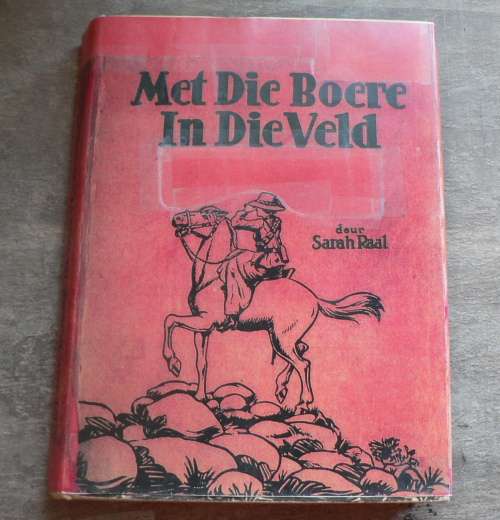 Met Die Boere
In Die Veld
deur
Sarah Raal